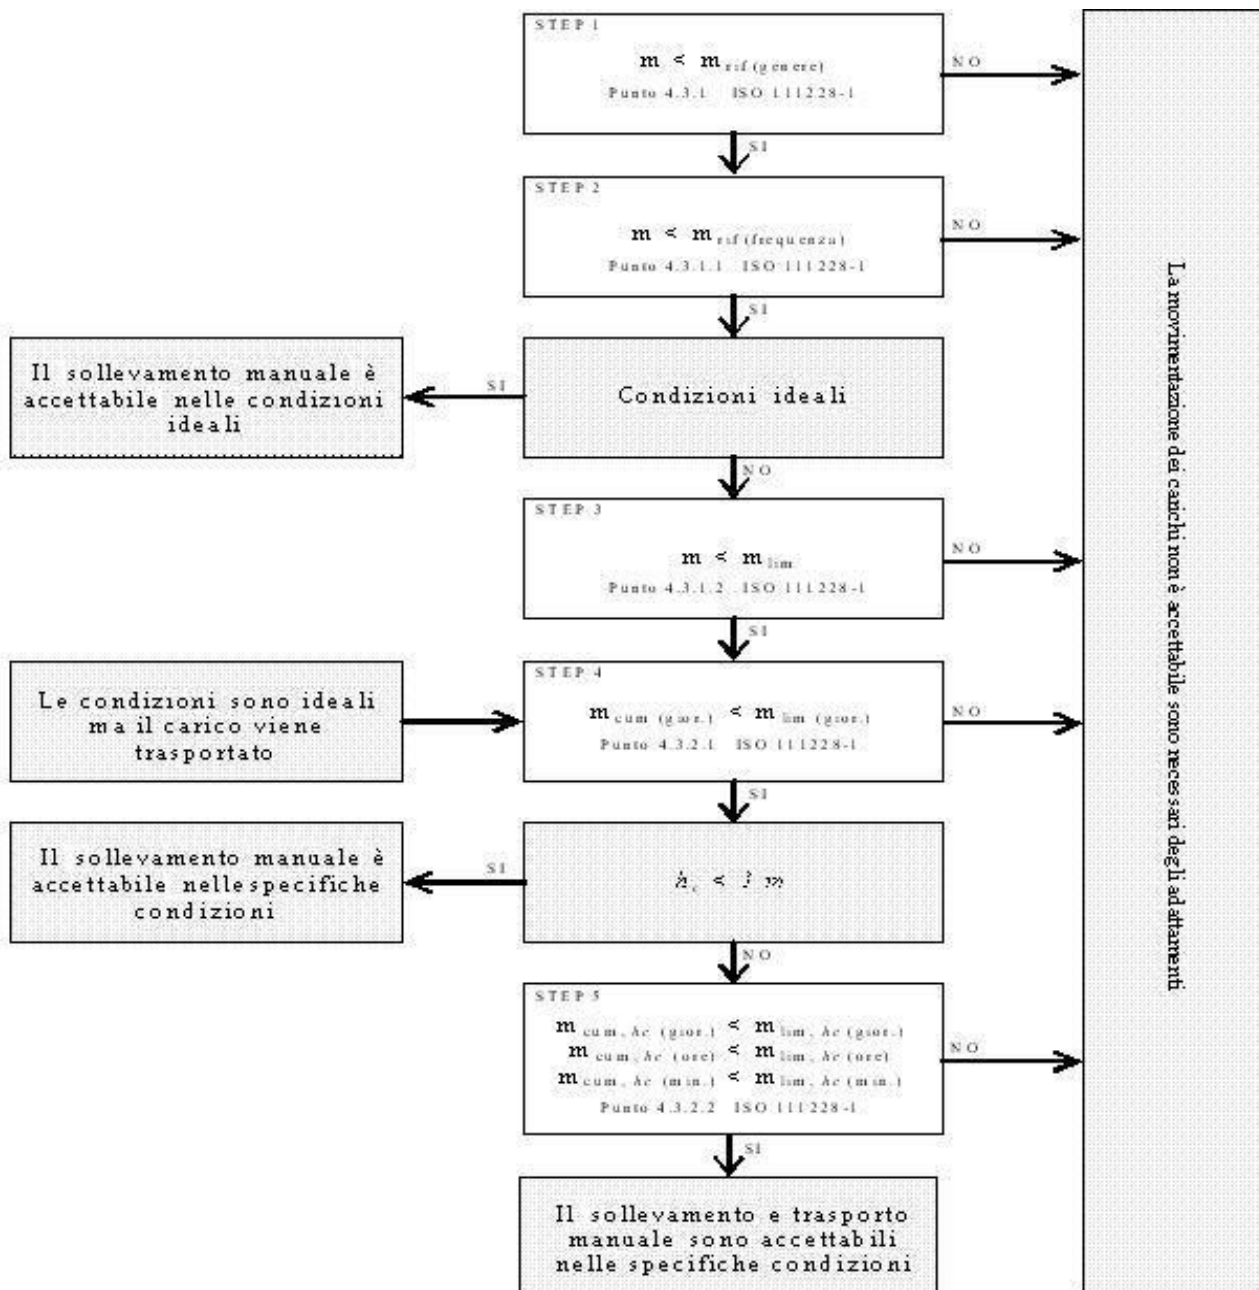 STEP 1
m < m rif (genere)
Punto 4.3.1 ISO 111228-1
NO
SI
STEP 2
m < m rif (frequenza)
Punto 4.3.1.1 ISO 111228-1
NO
SI
Il sollevamento manuale è
accettabile nelle condizioni
ideali
SI
Condizioni ideali
NO
STEP 3
m < m lim
Punto 4.3.1.2 ISO 111228-1
NO
SI
Le condizioni sono ideali
ma il carico viene
trasportato
STEP 4
m cum (gior.) < m lim (gior.)
Punto 4.3.2.1 ISO 111228-1
NO
SI
Il sollevamento manuale è
accettabile nelle specifiche
condizioni
SI
h c < 3 m
NO
STEP 5
m cum, hc (gior.) < m lim, hc (gior.)
m cum, hc (ore) < m lim, hc (ore)
m cum, hc (min.) < m lim, hc (min.)
Punto 4.3.2.2 ISO 111228-1
NO
SI
Il sollevamento e trasporto
manuale sono accettabili
nelle specifiche condizioni
La movimentazione dei carichi non è accettabile sono necessari degli adattamenti